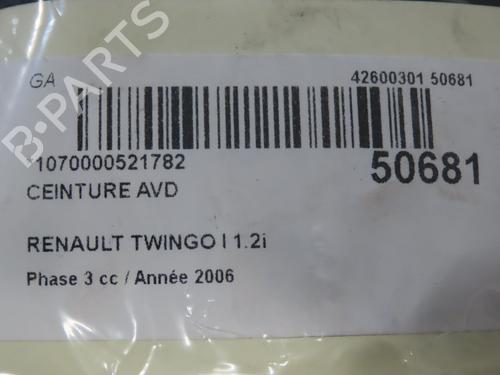 GA
42600301 50681
1070000521782
50681
CEINTURE AVD
RENAULT TWINGO I 1.2i
Phase 3 cc / Année 2006
B-PARTS